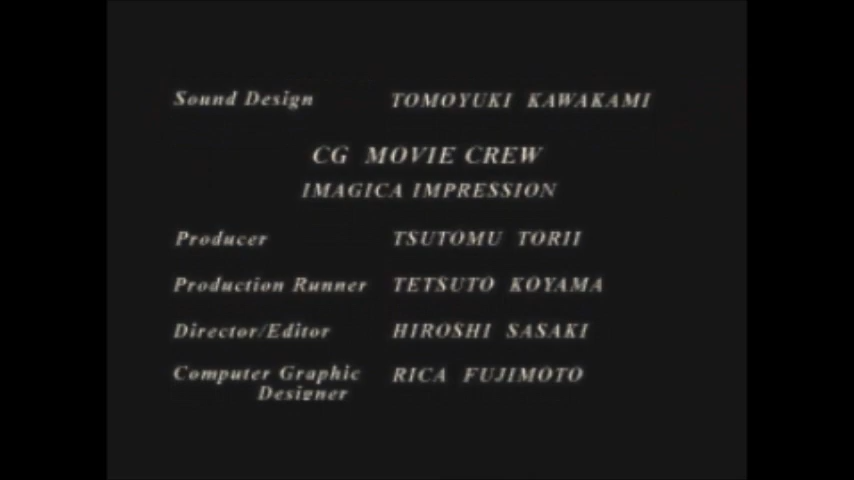 Sound Design TOMOYUKI KAWAKAMI
CG MOVIE CREW
IMAGICA IMPRESSION
Producer TSUTOMU TORII
Production Runner TETSUTO KOYAMA
Director/Editor HIROSHI SASAKI
Computer Graphic RICA FUJIMOTO
Designer